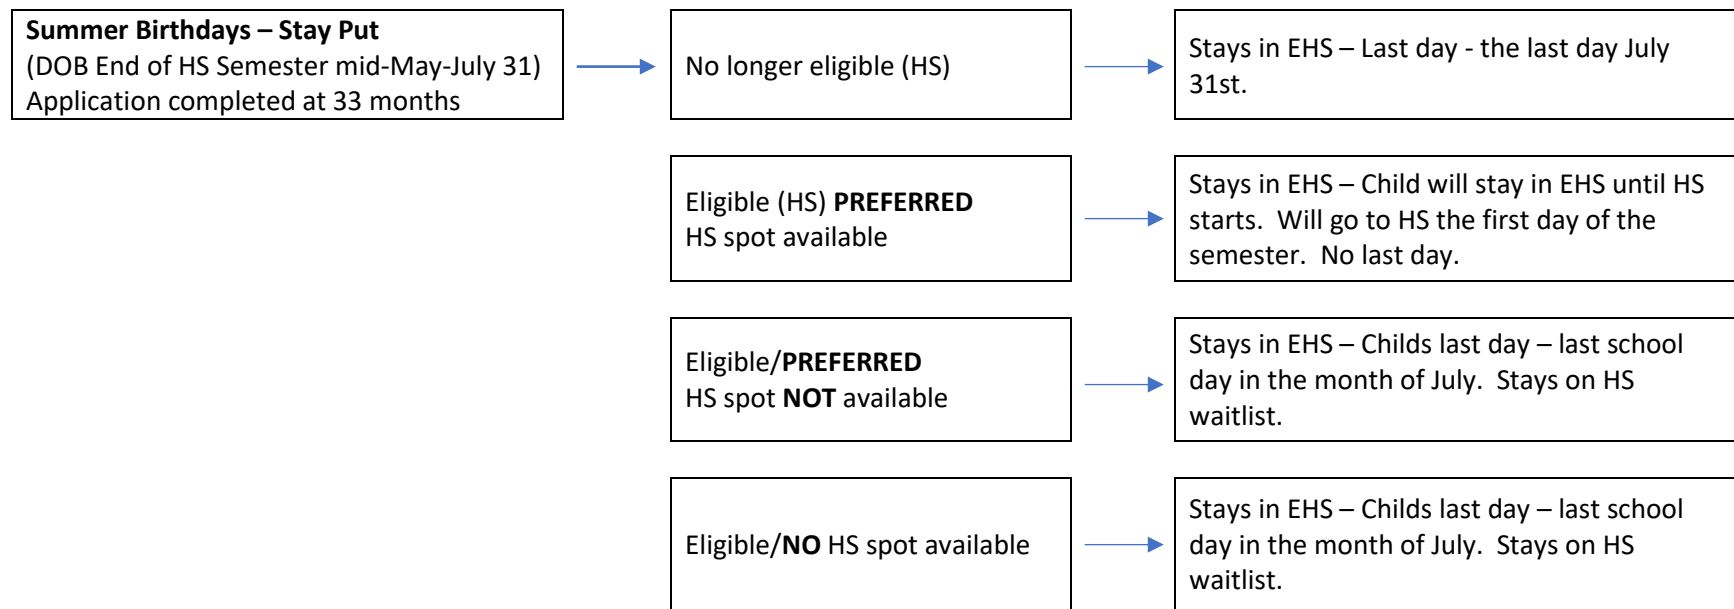 Summer Birthdays – Stay Put
(DOB End of HS Semester mid-May-July 31)
Application completed at 33 months
No longer eligible (HS)
Stays in EHS – Last day - the last day July
31st.
Eligible (HS) PREFERRED
HS spot available
Stays in EHS – Child will stay in EHS until HS
starts.  Will go to HS the first day of the
semester.  No last day.
Eligible/PREFERRED
HS spot NOT available
Stays in EHS – Childs last day – last school
day in the month of July.  Stays on HS
waitlist.
Eligible/NO HS spot available
Stays in EHS – Childs last day – last school
day in the month of July.  Stays on HS
waitlist.